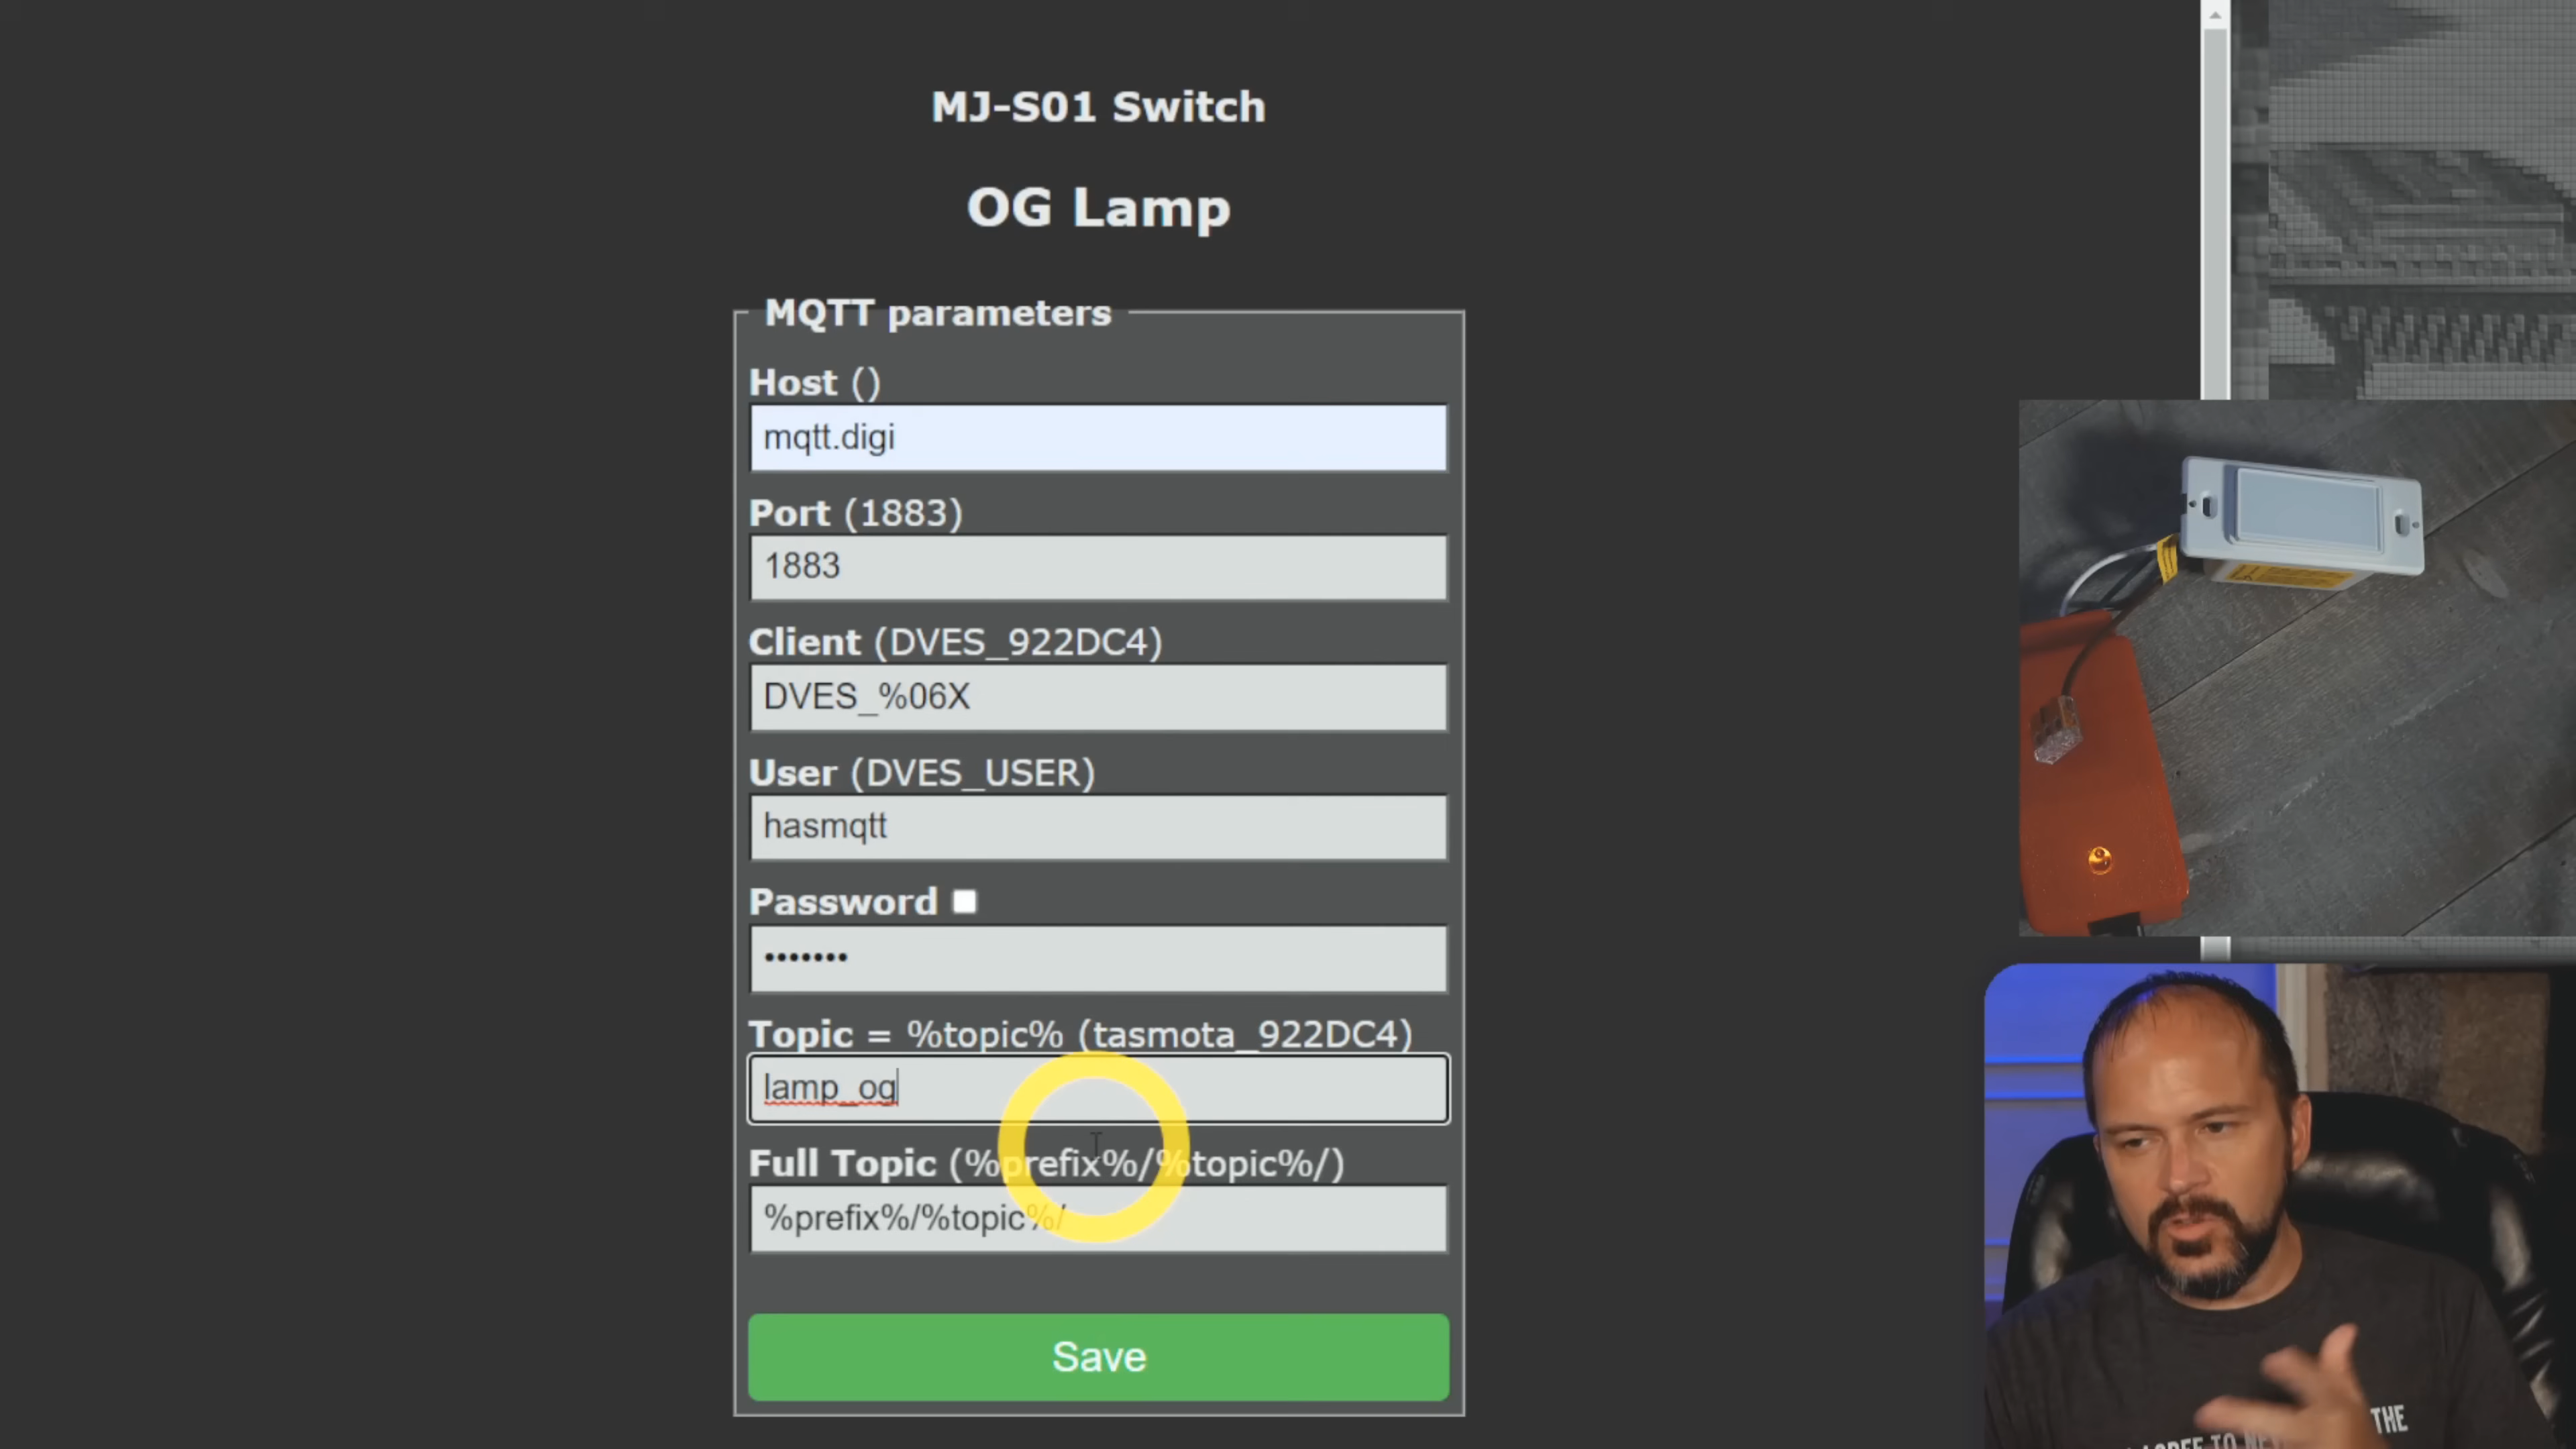 MJ-S01 Switch
OG Lamp
MQTT parameters
Host ()
mqtt.digi
Port (1883)
1883
Client (DVES_922DC4)
DVES_%06X
User (DVES_USER)
hasmqtt
Password
•••••••
Topic = %topic% (tasmota_922DC4)
lamp_og
Full Topic (%prefix%/%topic%/)
%prefix%/%topic%/
Save
THE